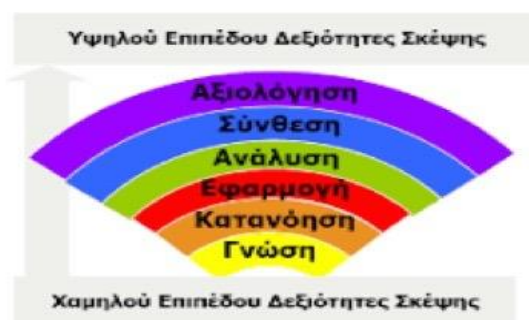 Υψηλού Επιπέδου Δεξιότητες Σκέψης
Αξιολόγηση
Σύνθεση
Ανάλυση
Εφαρμογή
Κατανόηση
Γνώση
Χαμηλού Επιπέδου Δεξιότητες Σκέψης